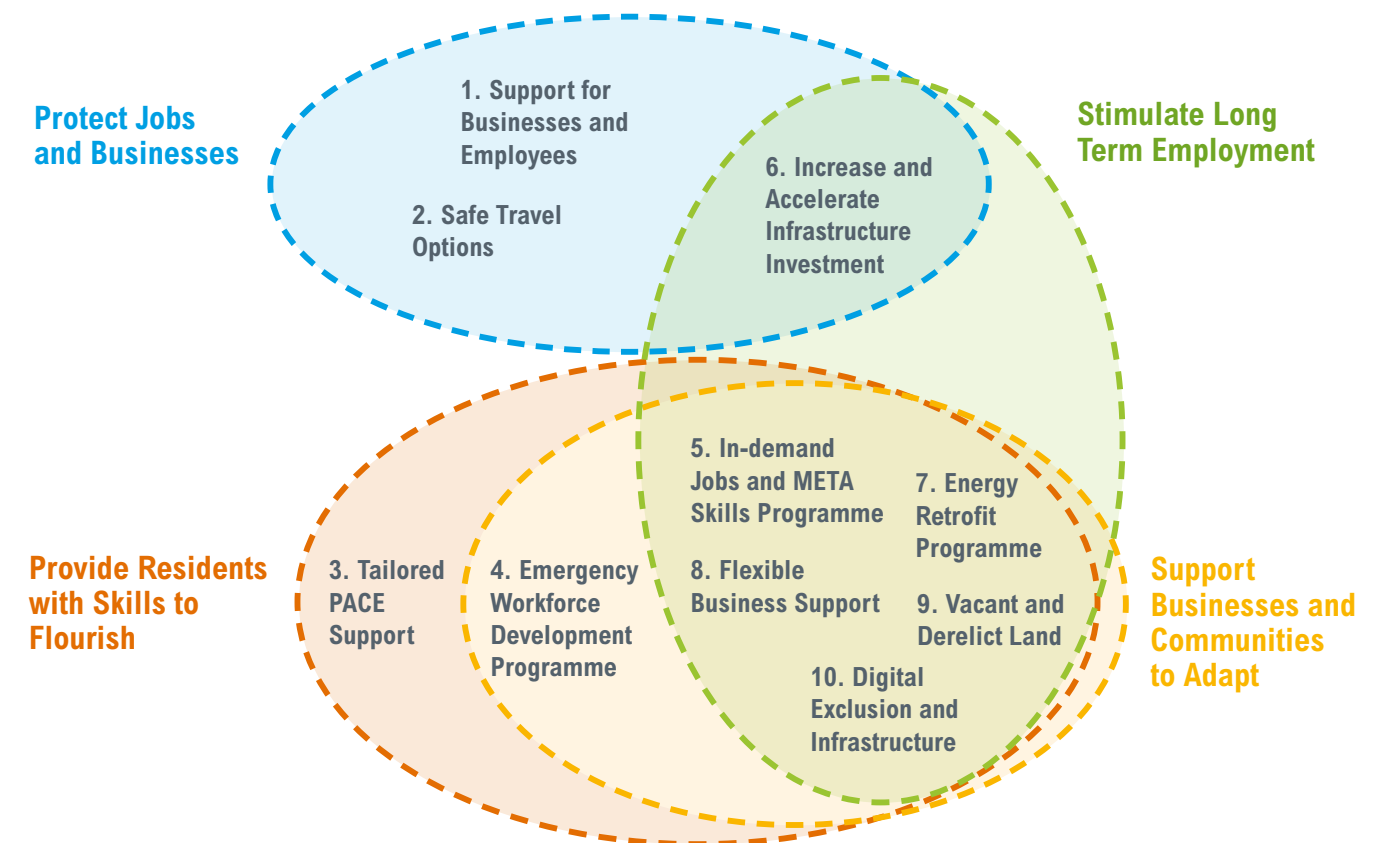 Protect Jobs
and Businesses
1. Support for
Businesses and
Employees
2. Safe Travel
Options
6. Increase and
Accelerate
Infrastructure
Investment
Stimulate Long
Term Employment
Provide Residents
with Skills to
Flourish
3. Tailored
PACE
Support
4. Emergency
Workforce
Development
Programme
5. In-demand
Jobs and META
Skills Programme
7. Energy
Retrofit
Programme
8. Flexible
Business Support
9. Vacant and
Derelict Land
10. Digital
Exclusion and
Infrastructure
Support
Businesses and
Communities
to Adapt